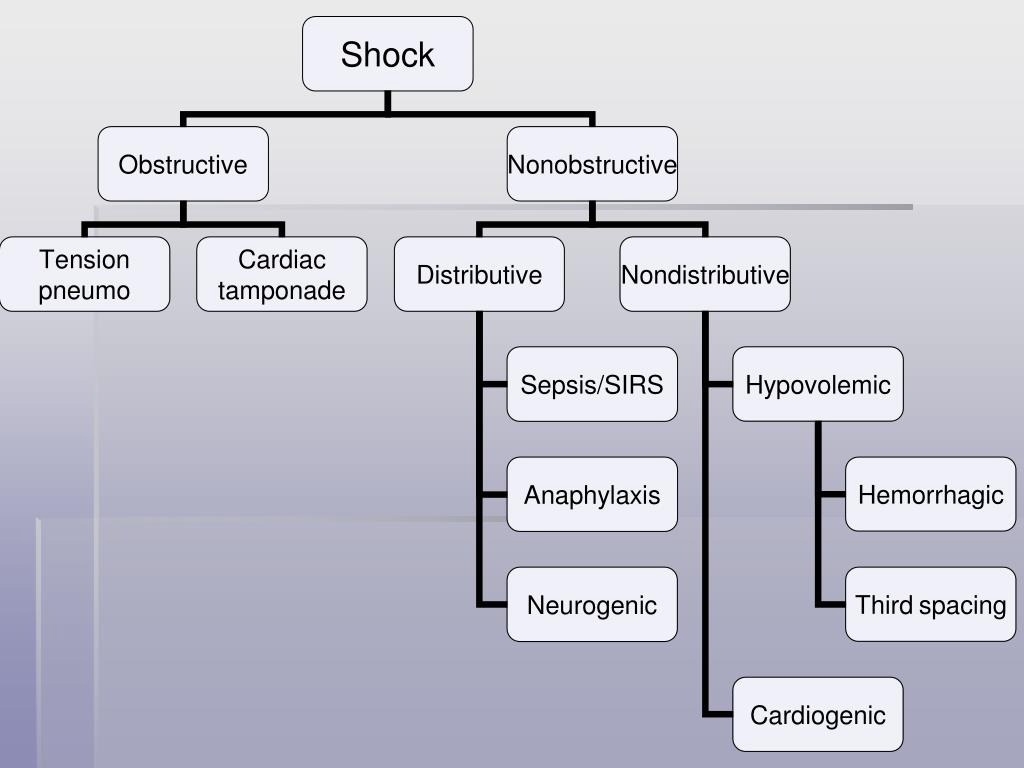 Shock
Obstructive
Nonobstructive
Tension
pneumo
Cardiac
tamponade
Distributive
Nondistributive
Sepsis/SIRS
Hypovolemic
Anaphylaxis
Hemorrhagic
Neurogenic
Third spacing
Cardiogenic